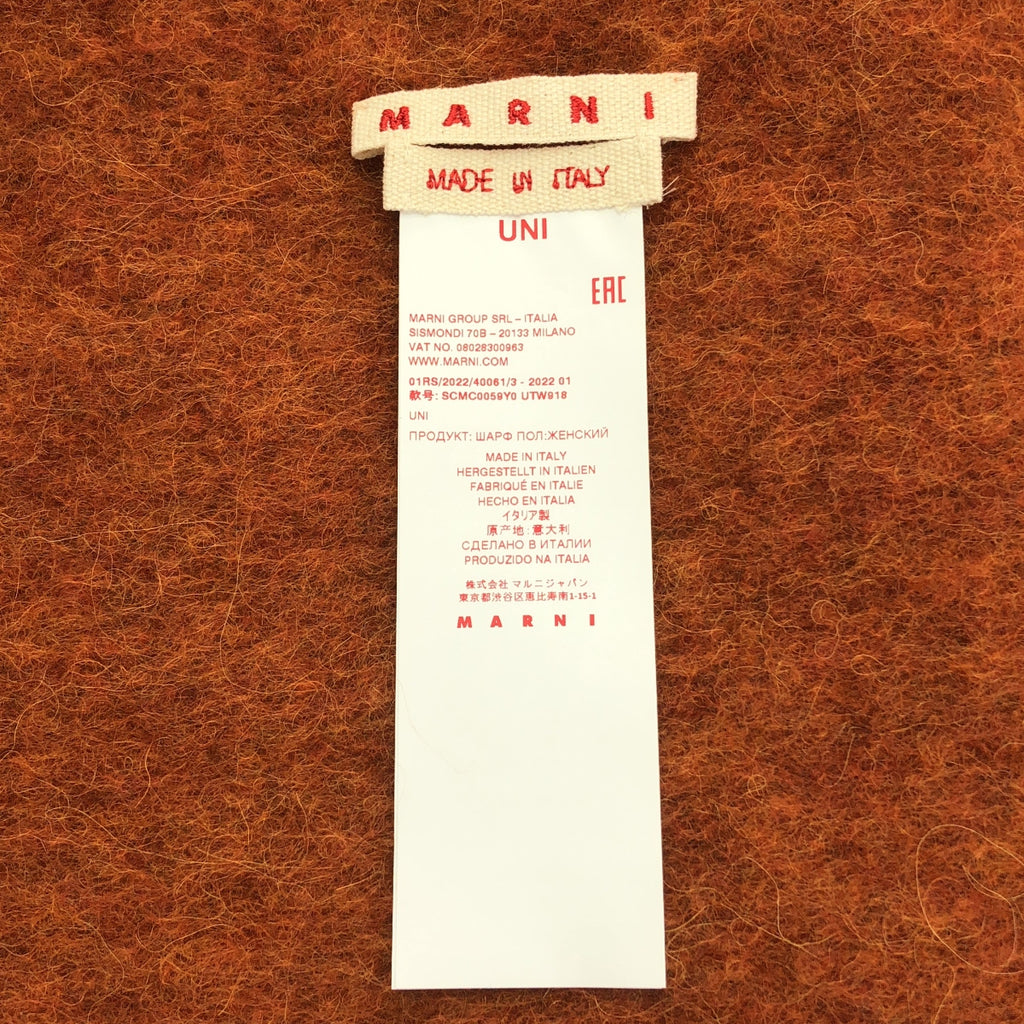 MARNI
MADE IN ITALY
UNI
EAC
MARNI GROUP SRL – ITALIA
SISMONDI 70B – 20133 MILANO
VAT NO. 08028300963
WWW.MARNI.COM
01RS/2022/40061/3 - 2022 01
款号: SCMC0059Y0 UTW918
UNI
ПРОДУКТ: ШАРФ ПОЛ:ЖЕНСКИЙ
MADE IN ITALY
HERGESTELLT IN ITALIEN
FABRIQUÉ EN ITALIE
HECHO EN ITALIA
イタリア製
原产地: 意大利
СДЕЛАНО В ИТАЛИИ
PRODUZIDO NA ITALIA
株式会社 マルニジャパン
東京都渋谷区恵比寿南1-15-1
MARNI